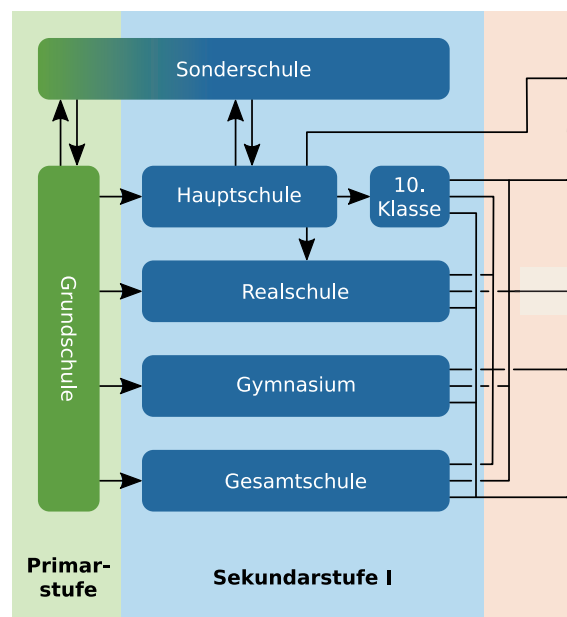 Sonderschule
Hauptschule
10.
Klasse
Grundschule
Realschule
Gymnasium
Gesamtschule
Primar-
stufe
Sekundarstufe I